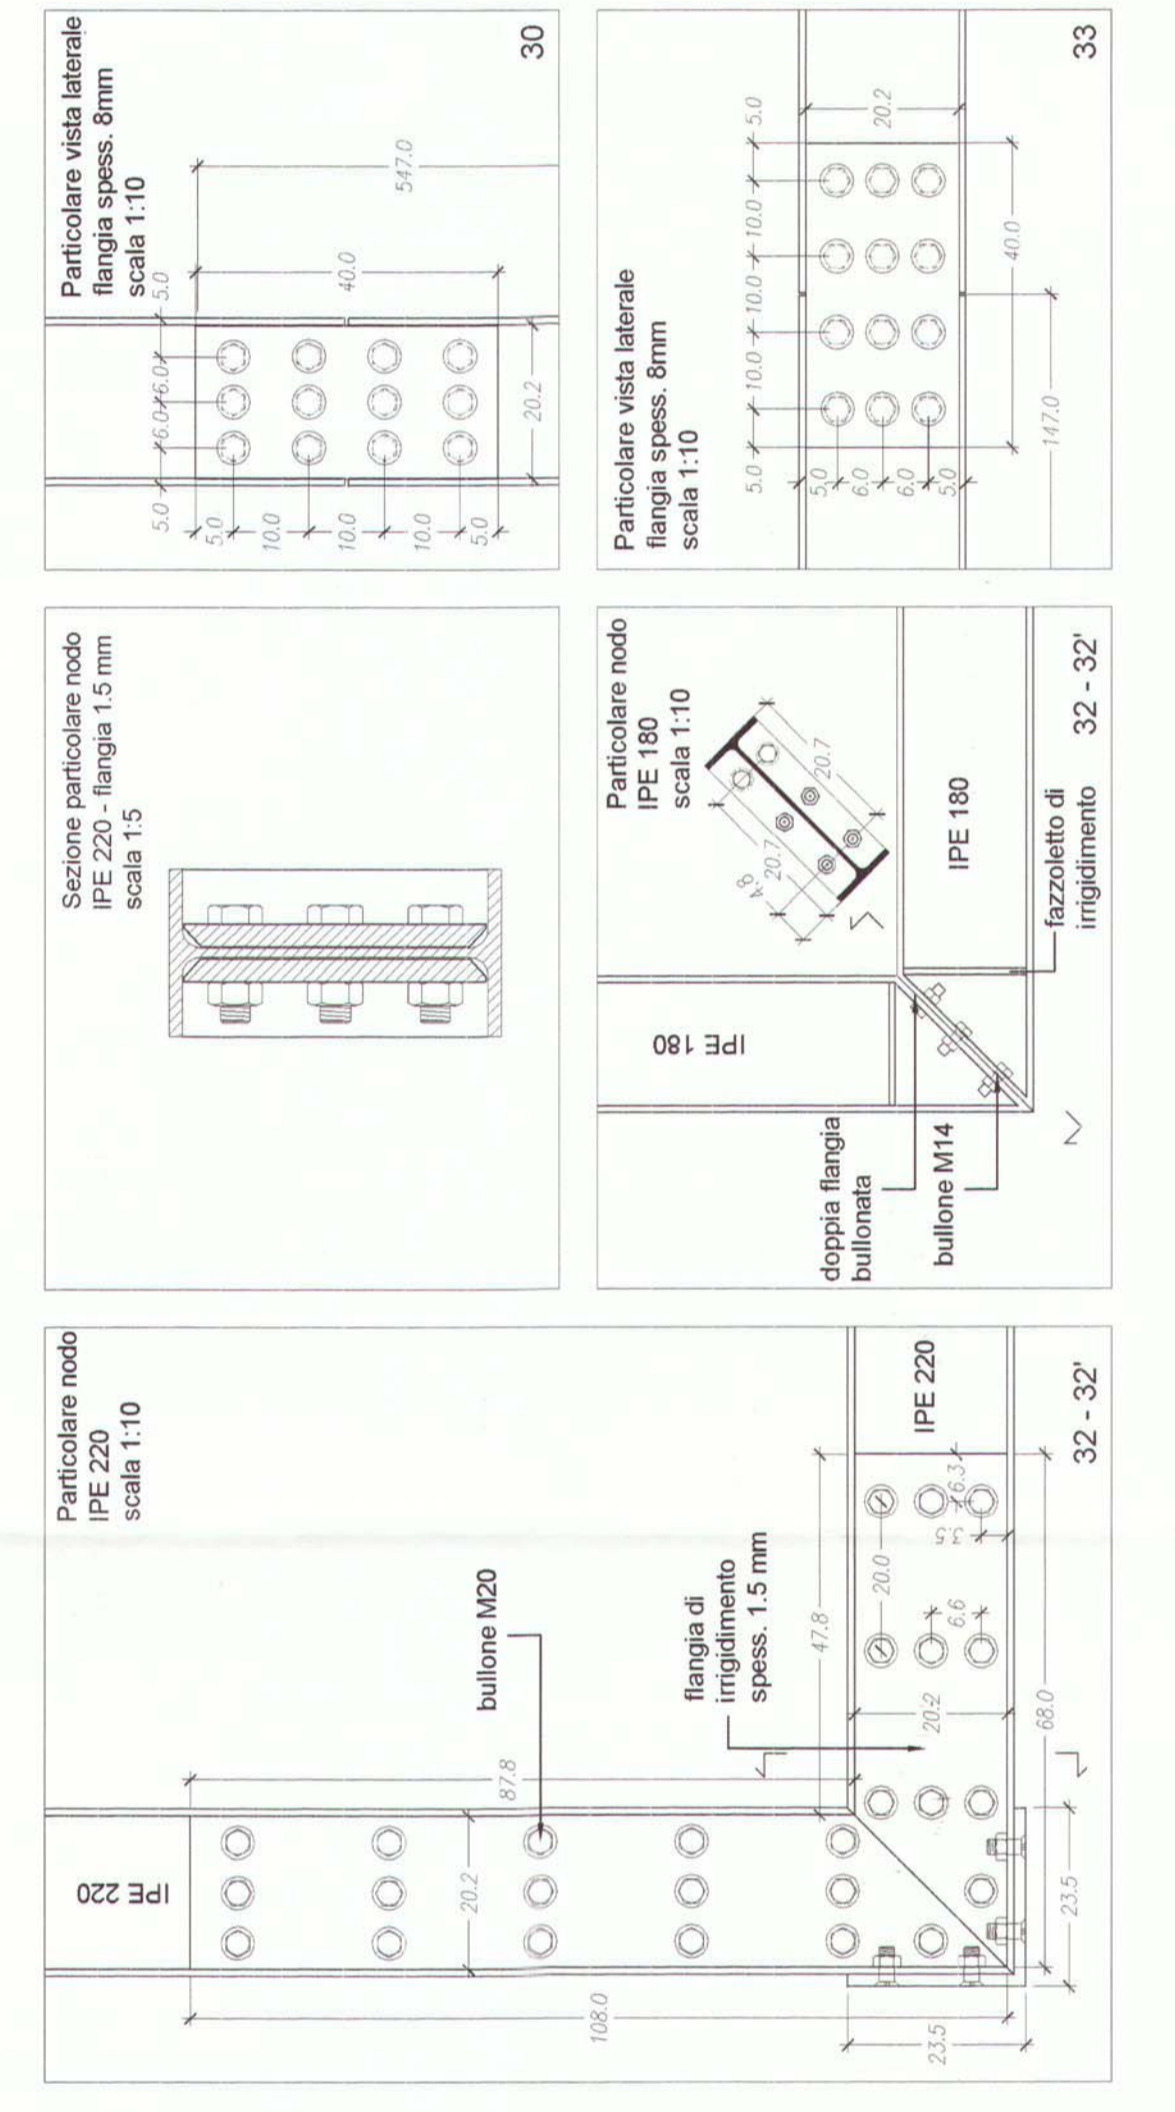 Particolare nodo
IPE 220
scala 1:10
IPE 220
bullone M20
flangia di
irrigidimento
spess. 1.5 mm
IPE 220
108.0
87.8
20.2
47.8
20.0
6.3
3.5
6.6
20.2
68.0
23.5
23.5
32 - 32'
Sezione particolare nodo
IPE 220 - flangia 1.5 mm
scala 1:5
Particolare vista laterale
flangia spess. 8mm
scala 1:10
5.0
6.0
6.0
5.0
5.0
10.0
10.0
10.0
5.0
20.2
40.0
547.0
30
Particolare nodo
IPE 180
scala 1:10
IPE 180
doppia flangia
bullonata
bullone M14
4.8
20.7
20.7
IPE 180
fazzoletto di
irrigidimento
32 - 32'
Particolare vista laterale
flangia spess. 8mm
scala 1:10
5.0
10.0
10.0
10.0
5.0
5.0
6.0
6.0
5.0
20.2
40.0
147.0
33